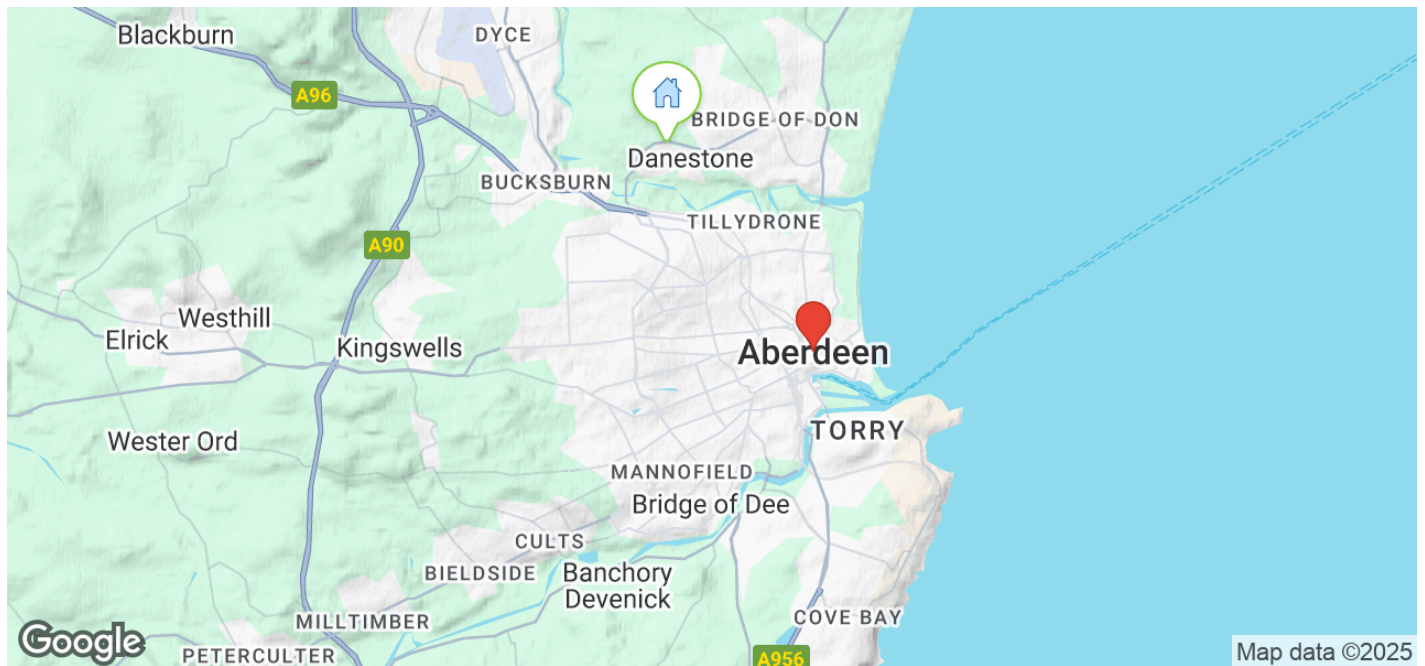 Blackburn
DYCE
A96
BRIDGE OF DON
Danestone
BUCKSBURN
TILLYDRONE
A90
Westhill
Elrick
Kingswells
Aberdeen
TORRY
Wester Ord
MANNOFIELD
Bridge of Dee
CULTS
BIELDSIDE
Banchory
Devenick
MILLTIMBER
COVE BAY
PETERCULTER
A956
Google
Map data ©2025